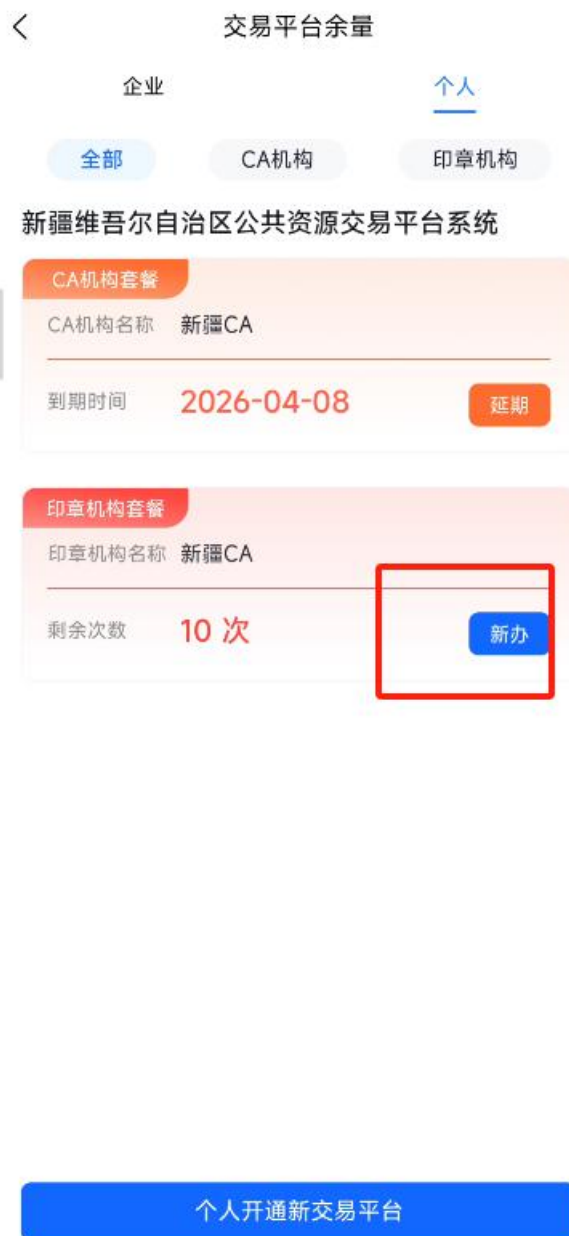 交易平台余量
企业 个人
全部 CA机构 印章机构
新疆维吾尔自治区公共资源交易平台系统
CA机构套餐
CA机构名称 新疆CA
到期时间 2026-04-08 延期
印章机构套餐
印章机构名称 新疆CA
剩余次数 10 次 新办
个人开通新交易平台